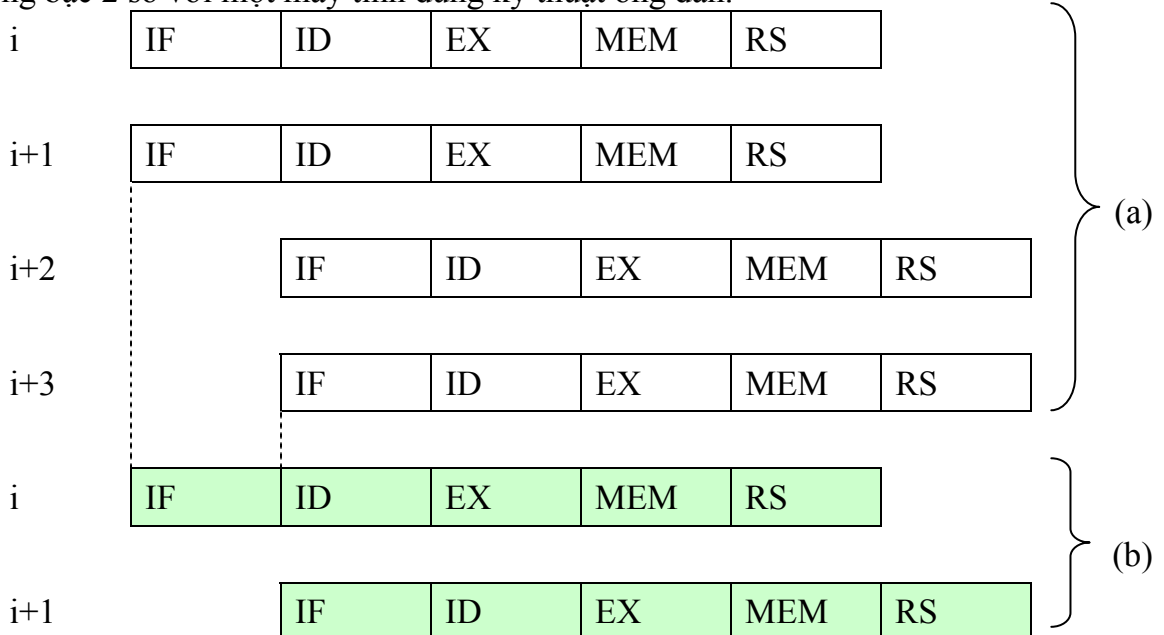 bậc 2 so với một máy tính dùng kỹ thuật ống dẫn.
i IF ID EX MEM RS
i+1 IF ID EX MEM RS
(a)
i+2 IF ID EX MEM RS
i+3 IF ID EX MEM RS
i IF ID EX MEM RS
(b)
i+1 IF ID EX MEM RS